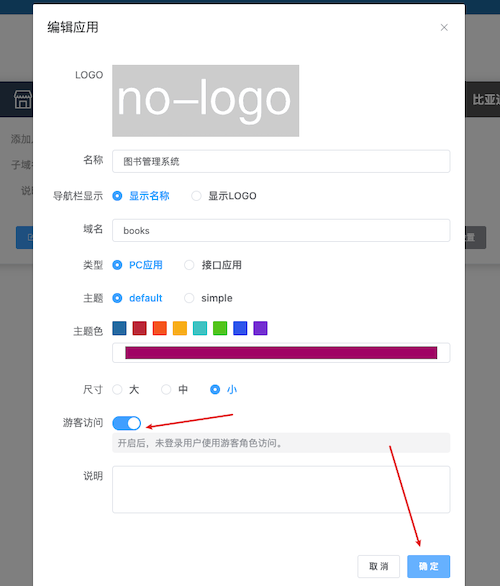 编辑应用
LOGO
no-logo
名称 图书管理系统
导航栏显示 显示名称 显示LOGO
域名 books
类型 PC应用 接口应用
主题 default simple
主题色
尺寸 大 中 小
游客访问
开启后，未登录用户使用游客角色访问。
说明
取消 确定
添加
子域
说明